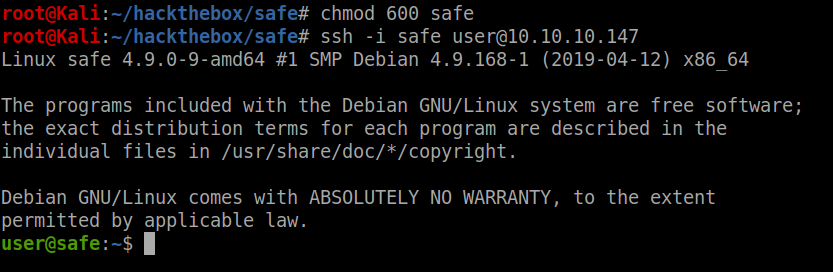 root@Kali:~/hackthebox/safe# chmod 600 safe
root@Kali:~/hackthebox/safe# ssh -i safe user@10.10.10.147
Linux safe 4.9.0-9-amd64 #1 SMP Debian 4.9.168-1 (2019-04-12) x86_64

The programs included with the Debian GNU/Linux system are free software;
the exact distribution terms for each program are described in the
individual files in /usr/share/doc/*/copyright.

Debian GNU/Linux comes with ABSOLUTELY NO WARRANTY, to the extent
permitted by applicable law.
user@safe:~$